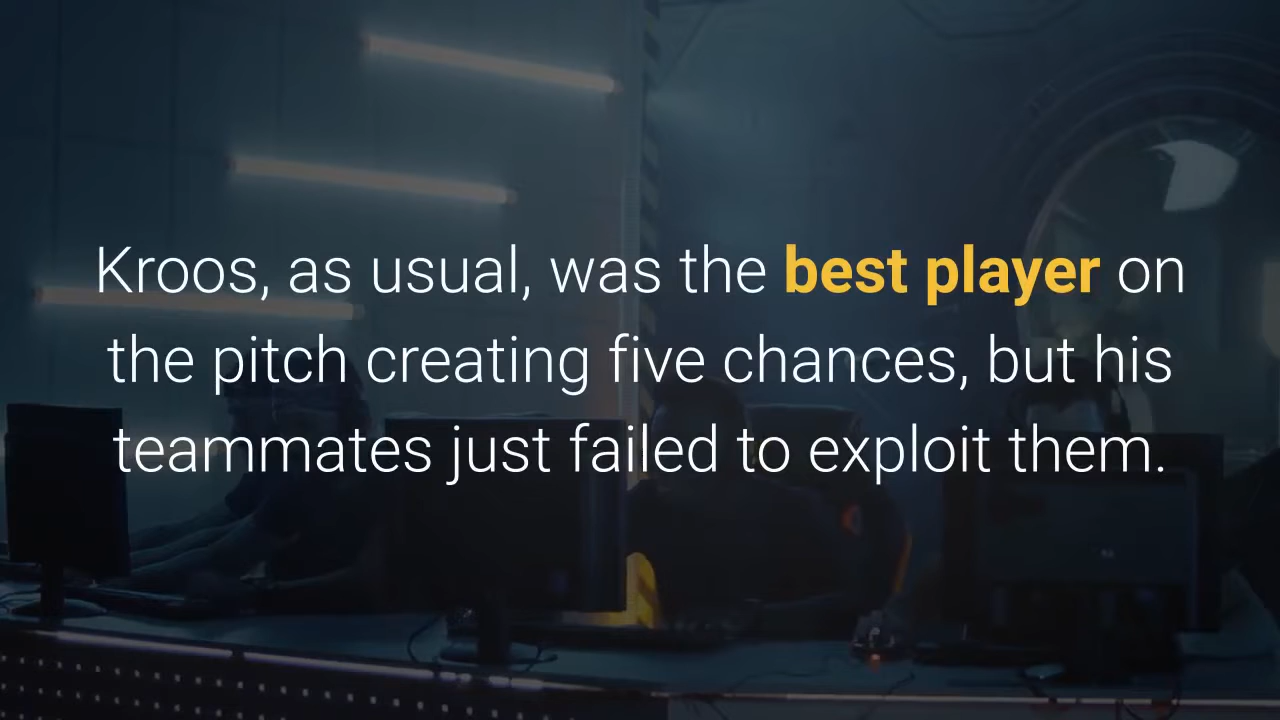 Kroos, as usual, was the best player on
the pitch creating five chances, but his
teammates just failed to exploit them.